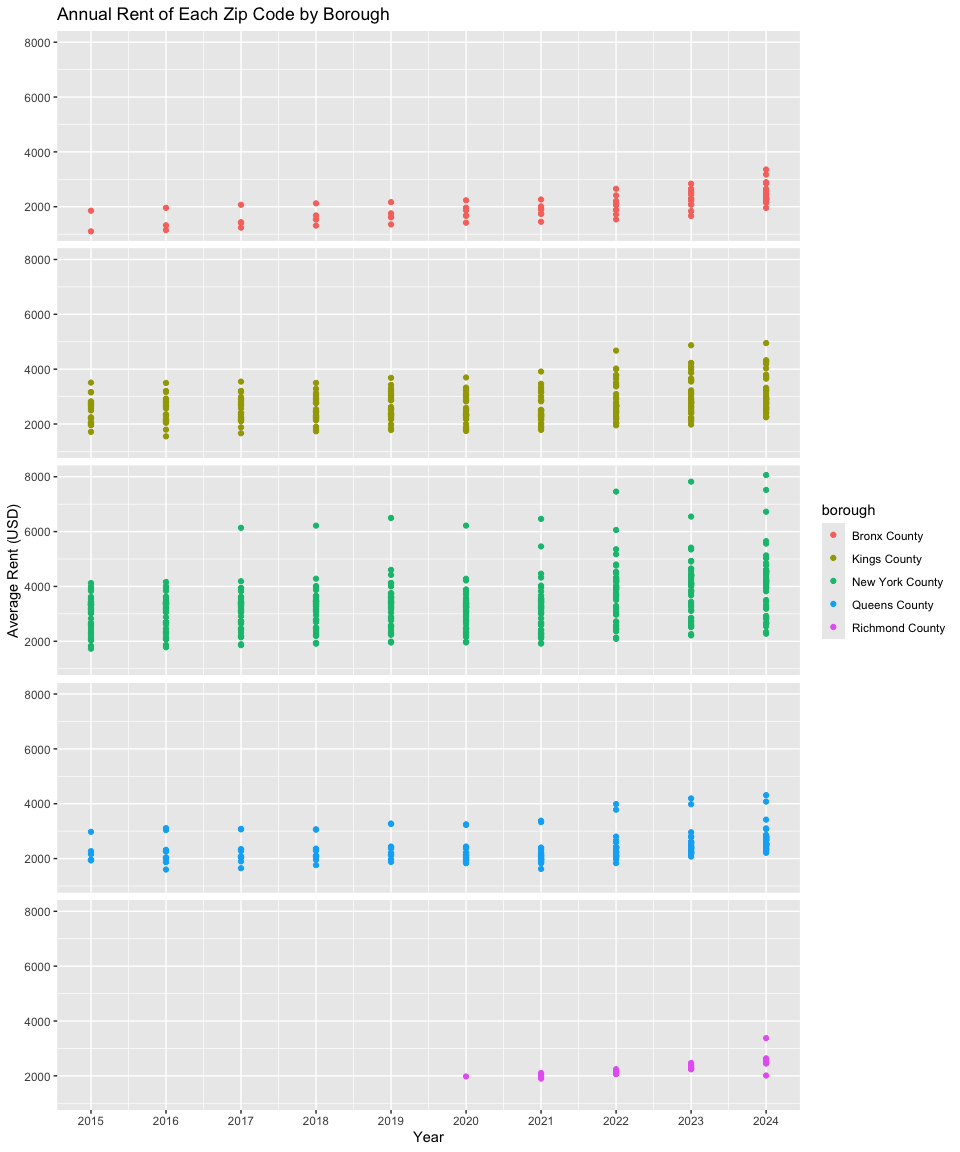 Annual Rent of Each Zip Code by Borough
8000
6000
4000
2000
8000
6000
4000
2000
8000
6000
4000
2000
8000
6000
4000
2000
8000
6000
4000
2000
Average Rent (USD)
2015 2016 2017 2018 2019 2020 2021 2022 2023 2024
Year
borough
Bronx County
Kings County
New York County
Queens County
Richmond County